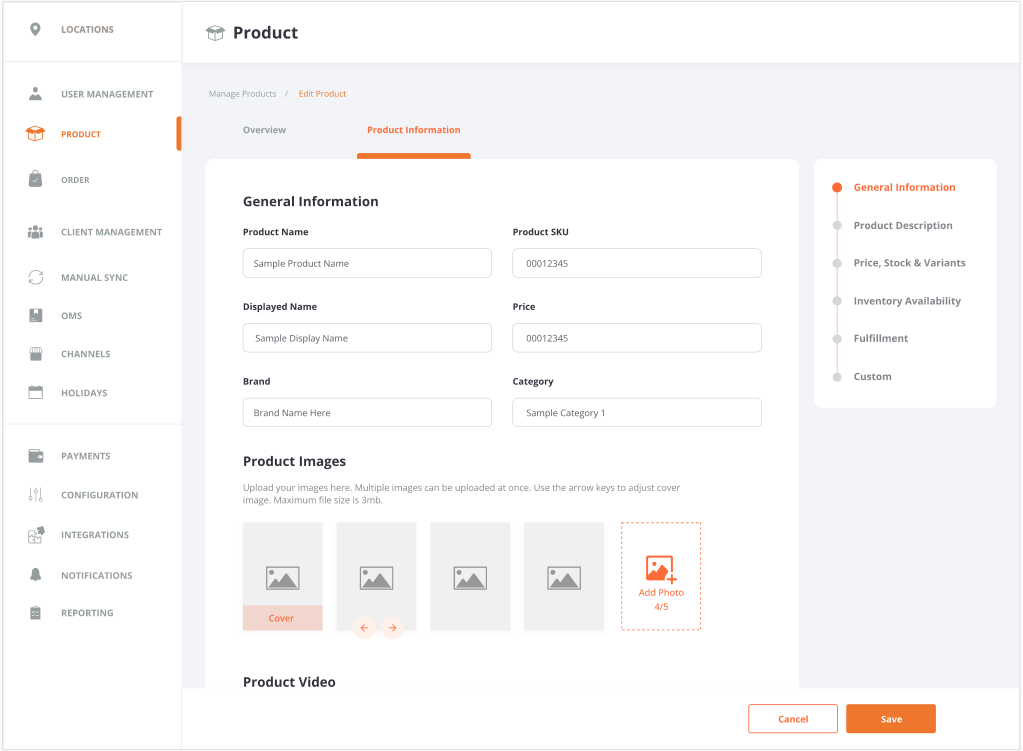 LOCATIONS
USER MANAGEMENT
PRODUCT
ORDER
CLIENT MANAGEMENT
MANUAL SYNC
OMS
CHANNELS
HOLIDAYS
PAYMENTS
CONFIGURATION
INTEGRATIONS
NOTIFICATIONS
REPORTING
Product
Manage Products / Edit Product
Overview Product Information
General Information
Product Name Product SKU
Sample Product Name 00012345
Displayed Name Price
Sample Display Name 00012345
Brand Category
Brand Name Here Sample Category 1
Product Images
Upload your images here. Multiple images can be uploaded at once. Use the arrow keys to adjust cover
image. Maximum file size is 3mb.
Cover
Add Photo
4/5
Product Video
General Information
Product Description
Price, Stock & Variants
Inventory Availability
Fulfillment
Custom
Cancel Save